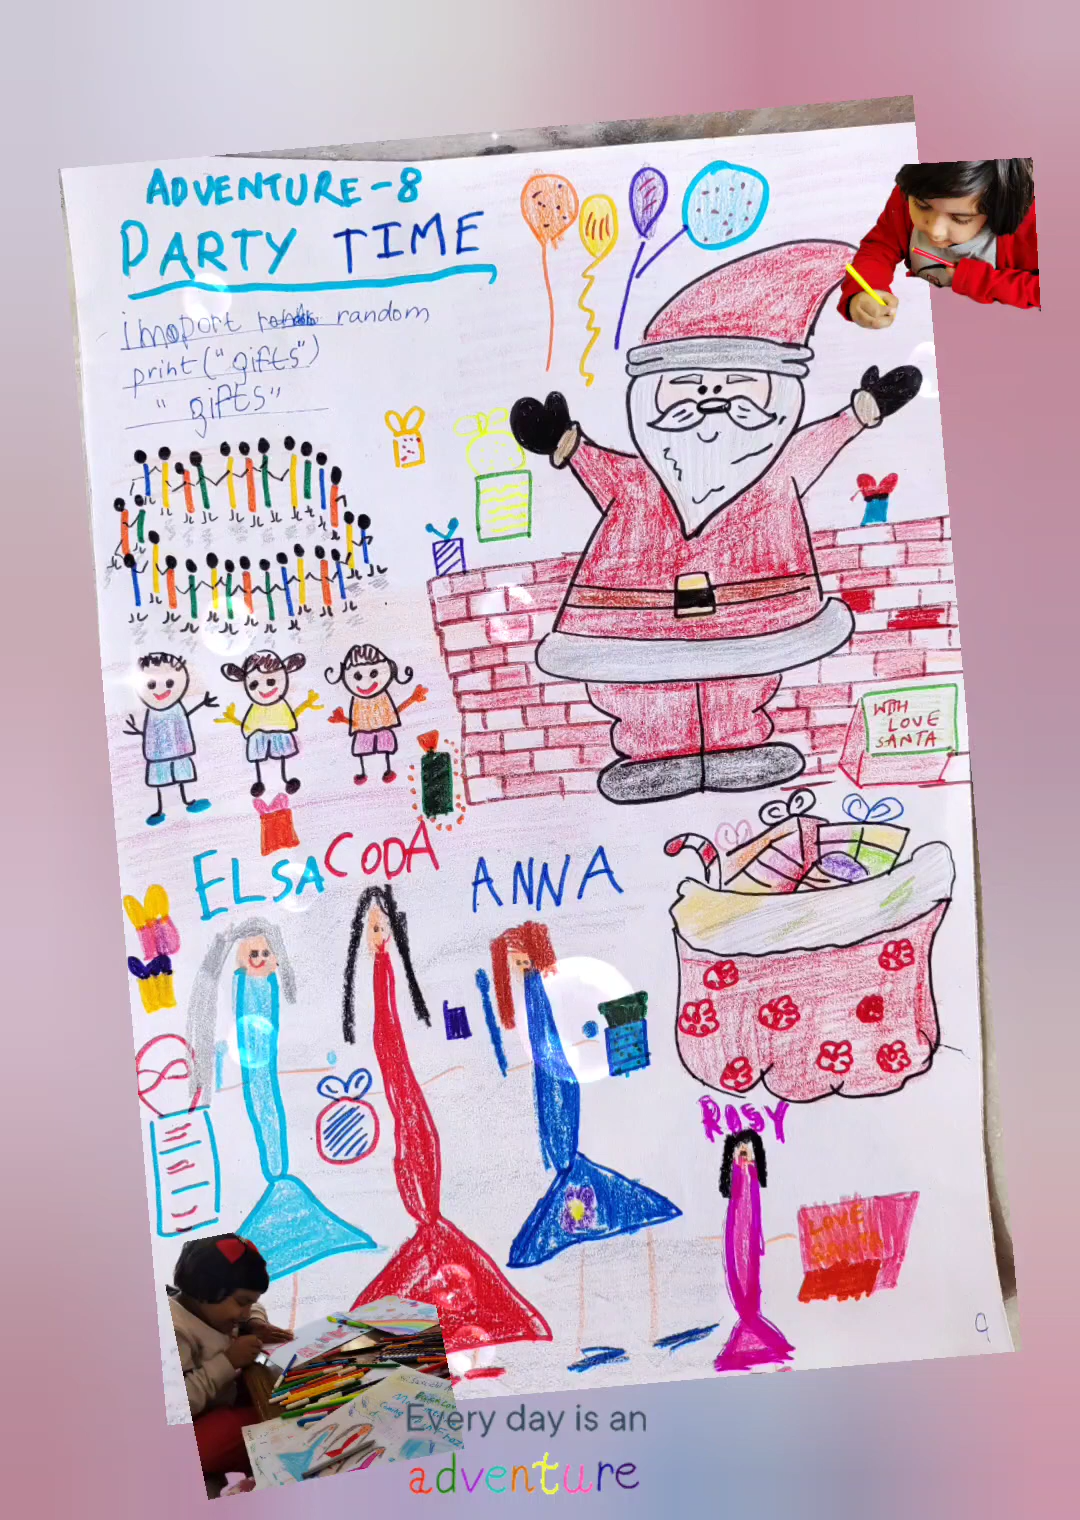 ADVENTURE-8
PARTY TIME
import random
print("gifts")
"gifts"
WITH
LOVE
SANTA
ELSA CODA ANNA
ROSY
LOVE
SANTA
9
Every day is an
adventure